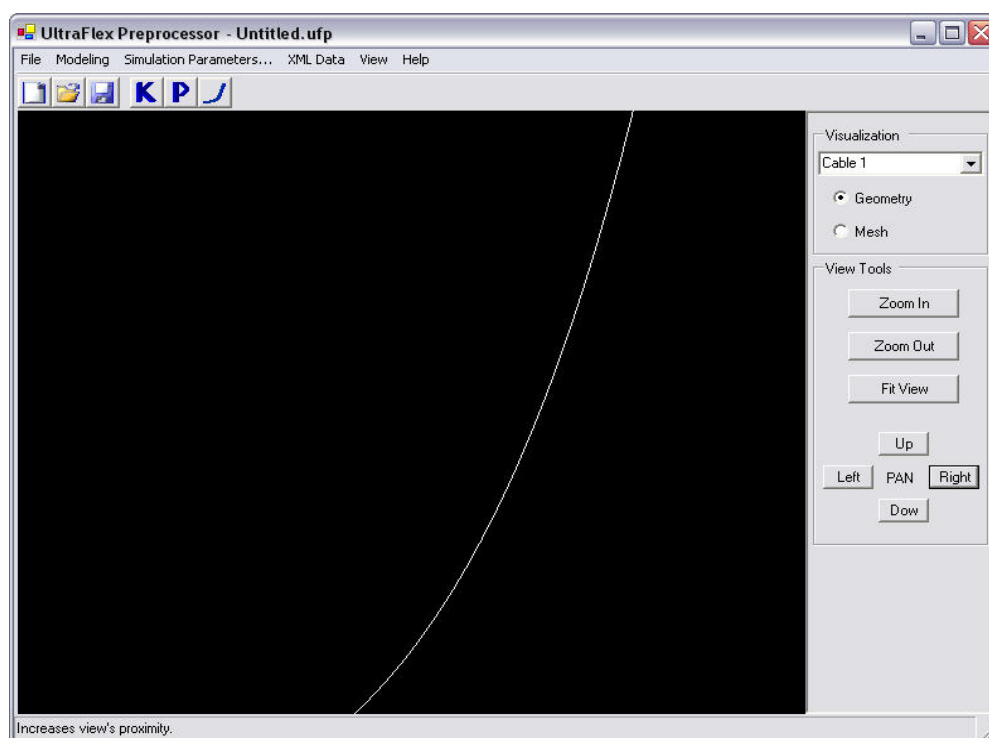 UltraFlex Preprocessor - Untitled.ufp
File Modeling Simulation Parameters... XML Data View Help
K P
Visualization
Cable 1
Geometry
Mesh
View Tools
Zoom In
Zoom Out
Fit View
Up
Left PAN Right
Dow
Increases view's proximity.